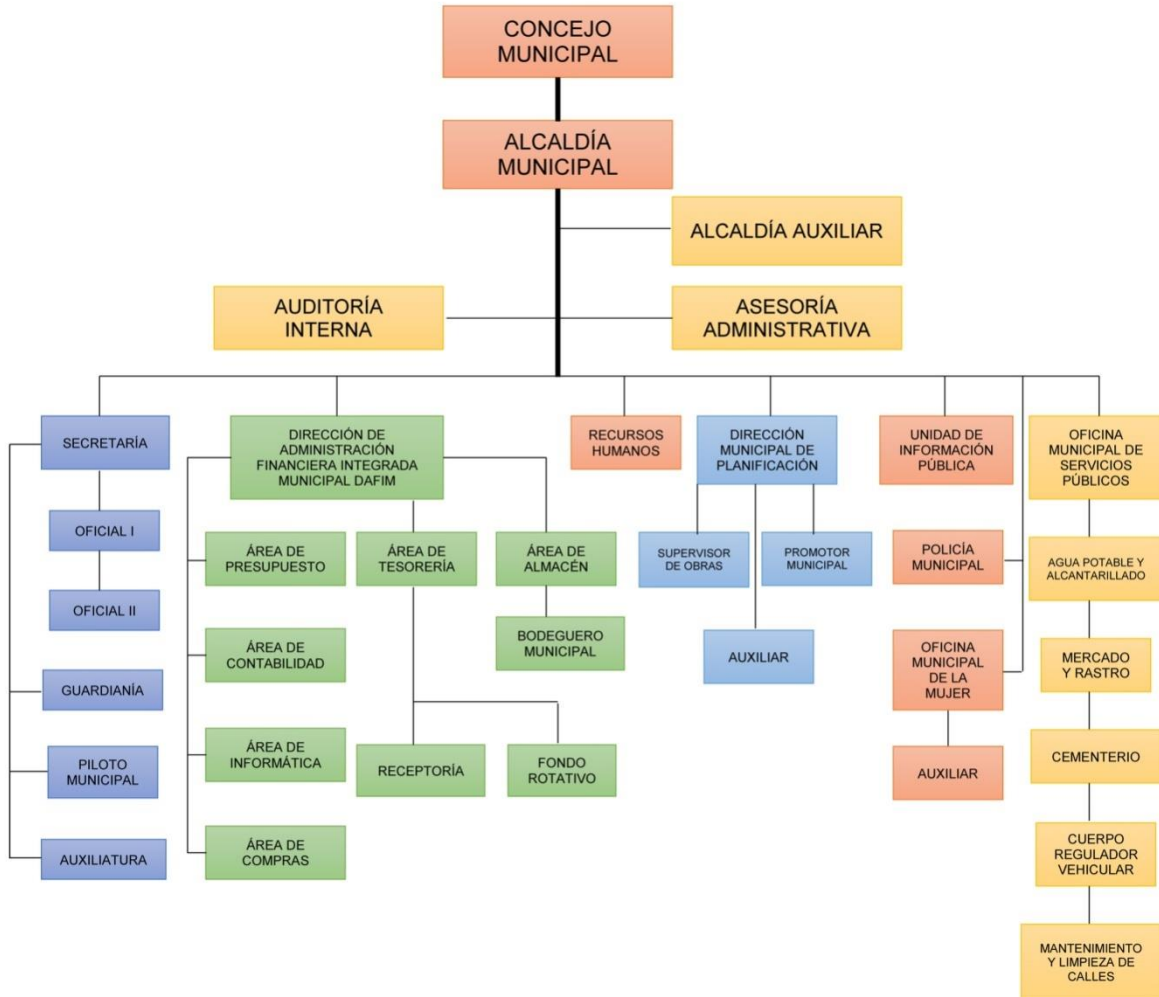 CONCEJO
MUNICIPAL
ALCALDÍA
MUNICIPAL
ALCALDÍA AUXILIAR
AUDITORÍA
INTERNA
ASESORÍA
ADMINISTRATIVA
SECRETARÍA
OFICIAL I
OFICIAL II
GUARDIANÍA
PILOTO
MUNICIPAL
AUXILIATURA
DIRECCIÓN DE
ADMINISTRACIÓN
FINANCIERA INTEGRADA
MUNICIPAL DAFIM
ÁREA DE
PRESUPUESTO
ÁREA DE
CONTABILIDAD
ÁREA DE
INFORMÁTICA
ÁREA DE
COMPRAS
ÁREA DE
TESORERÍA
RECEPTORÍA
FONDO
ROTATIVO
ÁREA DE
ALMACÉN
BODEGUERO
MUNICIPAL
RECURSOS
HUMANOS
DIRECCIÓN
MUNICIPAL DE
PLANIFICACIÓN
SUPERVISOR
DE OBRAS
PROMOTOR
MUNICIPAL
AUXILIAR
UNIDAD DE
INFORMACIÓN
PÚBLICA
POLICÍA
MUNICIPAL
OFICINA
MUNICIPAL
DE LA
MUJER
AUXILIAR
OFICINA
MUNICIPAL DE
SERVICIOS
PÚBLICOS
AGUA POTABLE Y
ALCANTARILLADO
MERCADO
Y RASTRO
CEMENTERIO
CUERPO
REGULADOR
VEHICULAR
MANTENIMIENTO
Y LIMPIEZA DE
CALLES